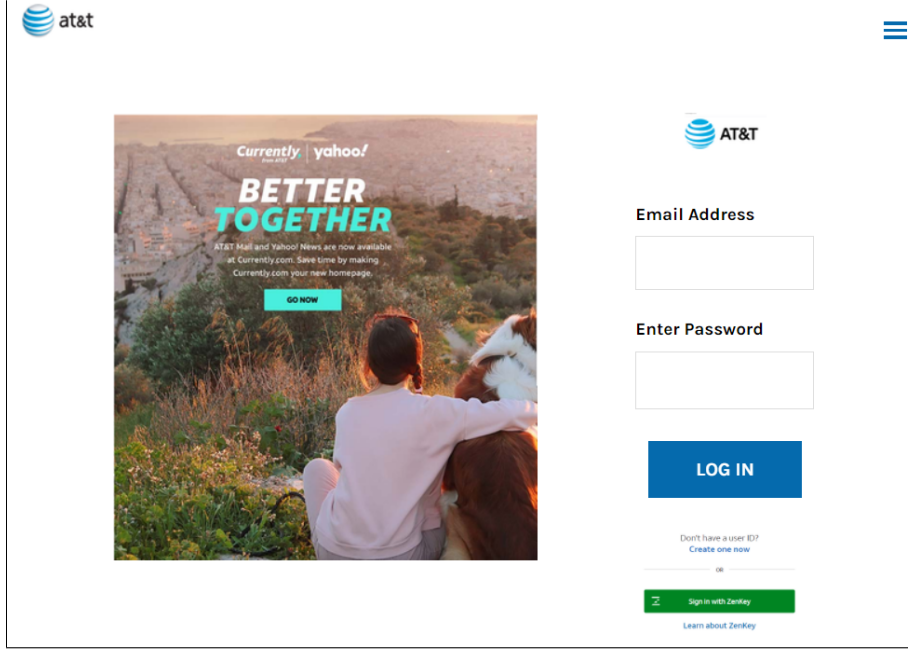 at&t
Currently
from AT&T
yahoo!
BETTER
TOGETHER
AT&T Mail and Yahoo! News are now available
at Currently.com. Save time by making
Currently.com your new homepage.
GO NOW
AT&T
Email Address
Enter Password
LOG IN
Don't have a user ID?
Create one now
OR
Sign in with ZenKey
Learn about ZenKey